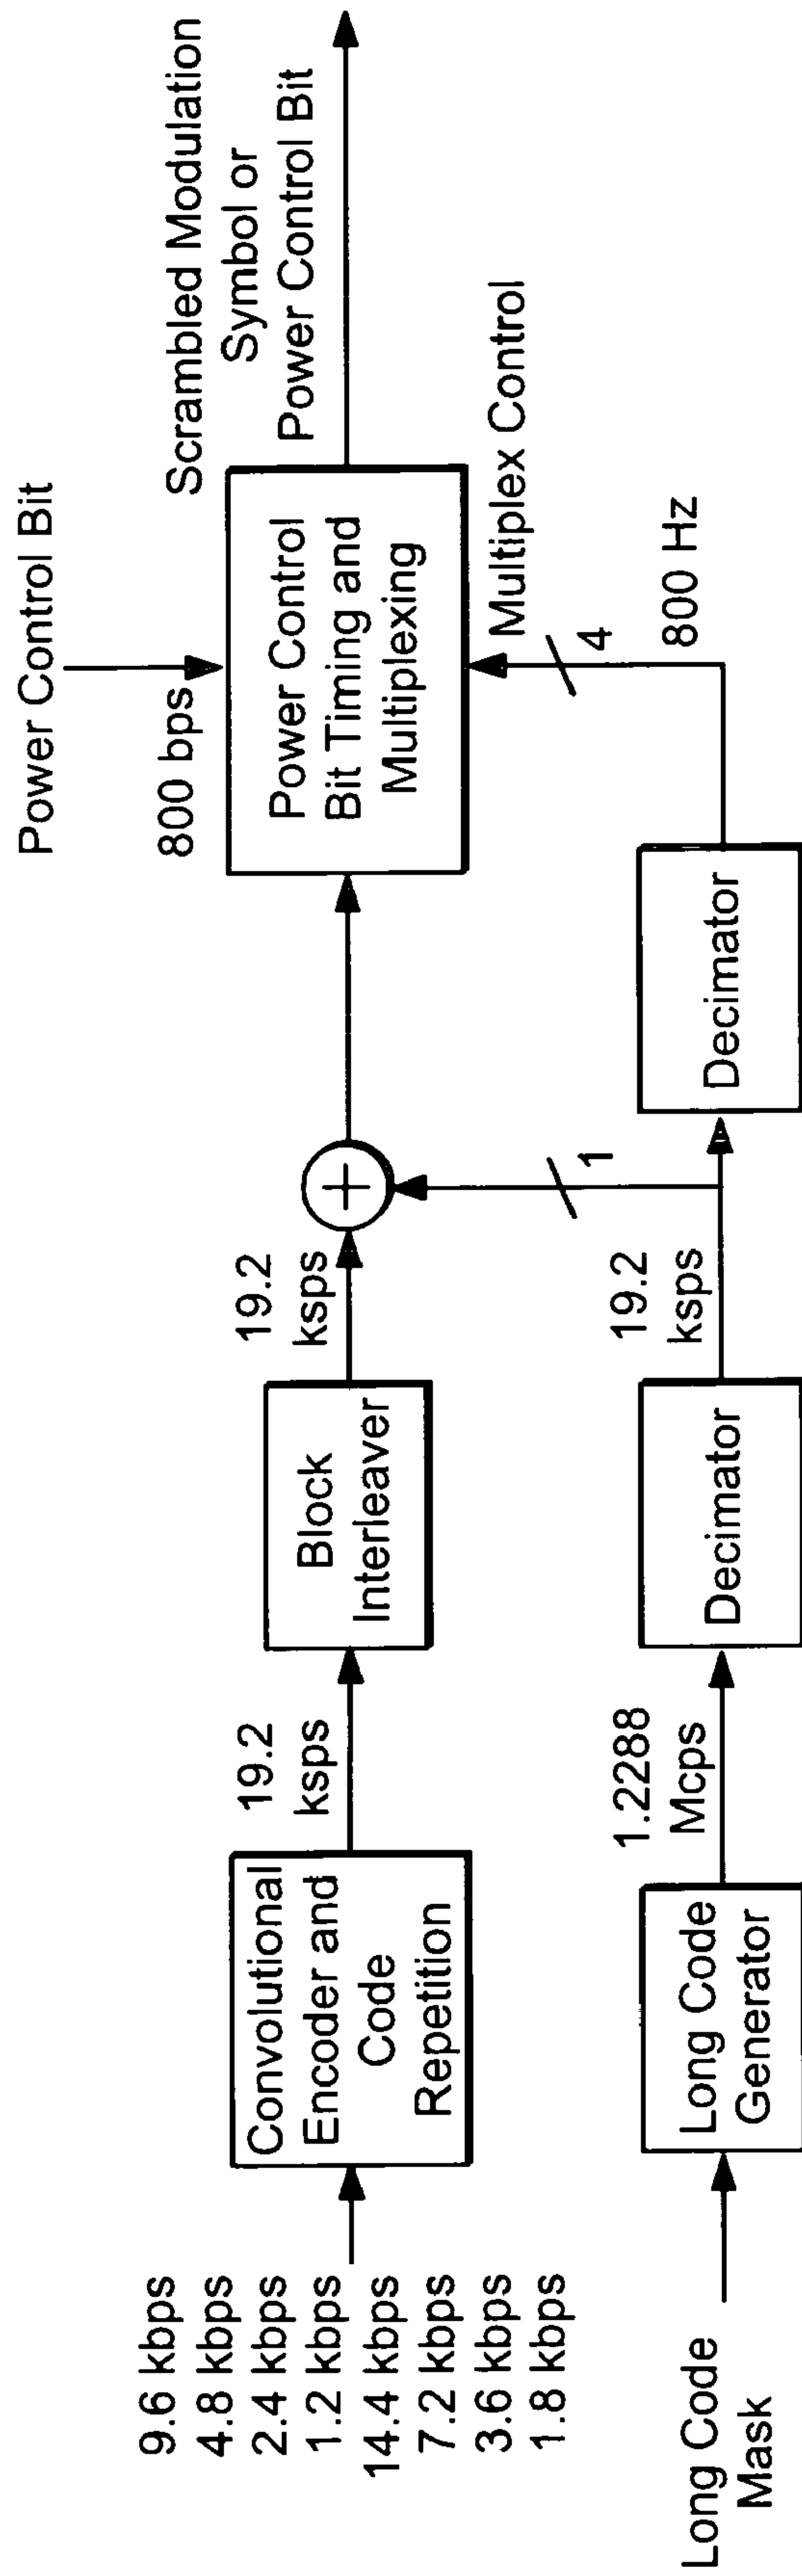 Power Control Bit
800 bps
Scrambled Modulation
Symbol or
Power Control Bit
9.6 kbps
4.8 kbps
2.4 kbps
1.2 kbps
14.4 kbps
7.2 kbps
3.6 kbps
1.8 kbps
Convolutional
Encoder and
Code
Repetition
19.2
ksps
Block
Interleaver
19.2
ksps
+
Power Control
Bit Timing and
Multiplexing
Multiplex Control
1
4
800 Hz
Long Code
Mask
Long Code
Generator
1.2288
Mcps
Decimator
19.2
ksps
Decimator